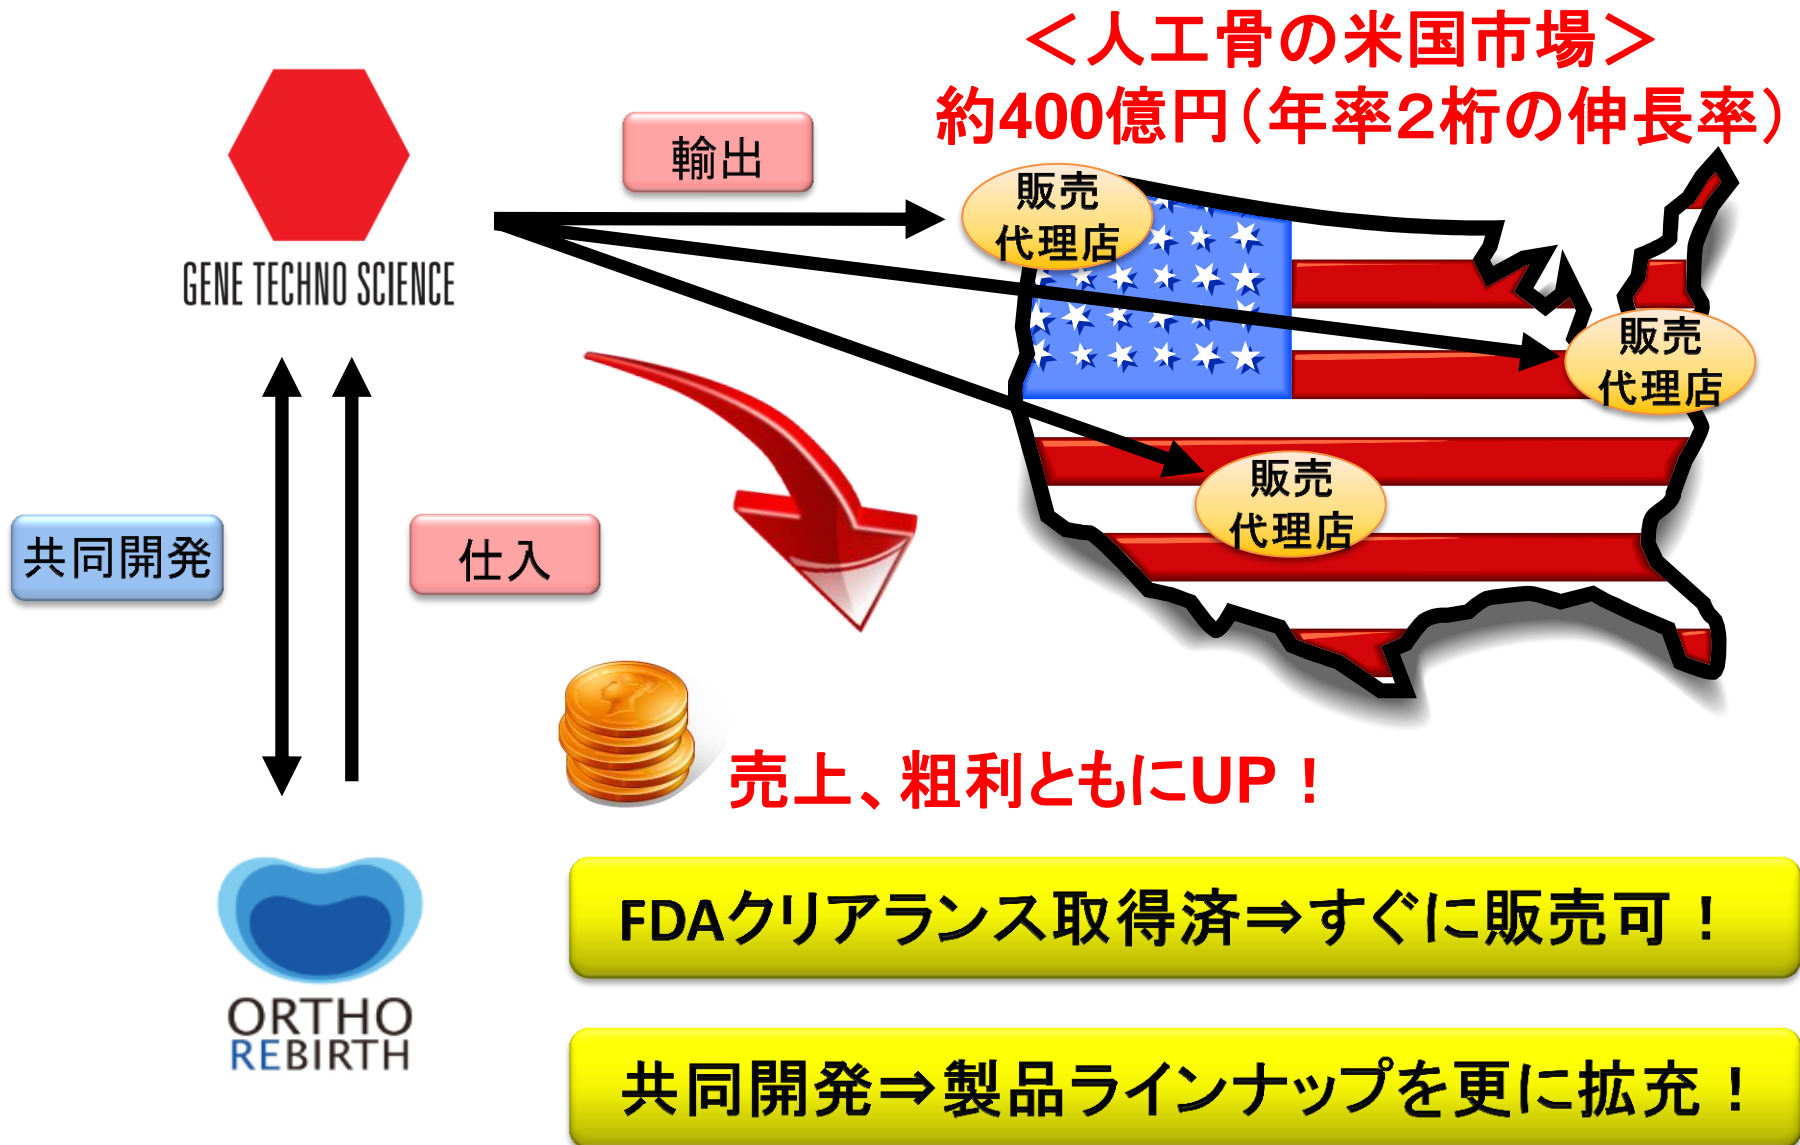 ＜人工骨の米国市場＞
約400億円（年率２桁の伸長率）
輸出
販売
代理店
GENE TECHNO SCIENCE
販売
代理店
販売
代理店
共同開発
仕入
売上、粗利ともにUP！
FDAクリアランス取得済⇒すぐに販売可！
ORTHO
REBIRTH
共同開発⇒製品ラインナップを更に拡充！